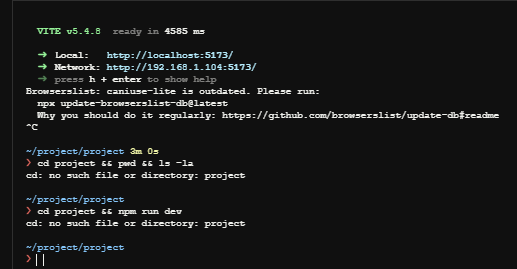 VITE v5.4.8 ready in 4585 ms
➜ Local: http://localhost:5173/
➜ Network: http://192.168.1.104:5173/
➜ press h + enter to show help
Browserslist: caniuse-lite is outdated. Please run:
npx update-browserslist-db@latest
Why you should do it regularly: https://github.com/browserslist/update-db#readme
^C
~/project/project 3m 0s
❯ cd project && pwd && ls -la
cd: no such file or directory: project
~/project/project
❯ cd project && npm run dev
cd: no such file or directory: project
~/project/project
❯